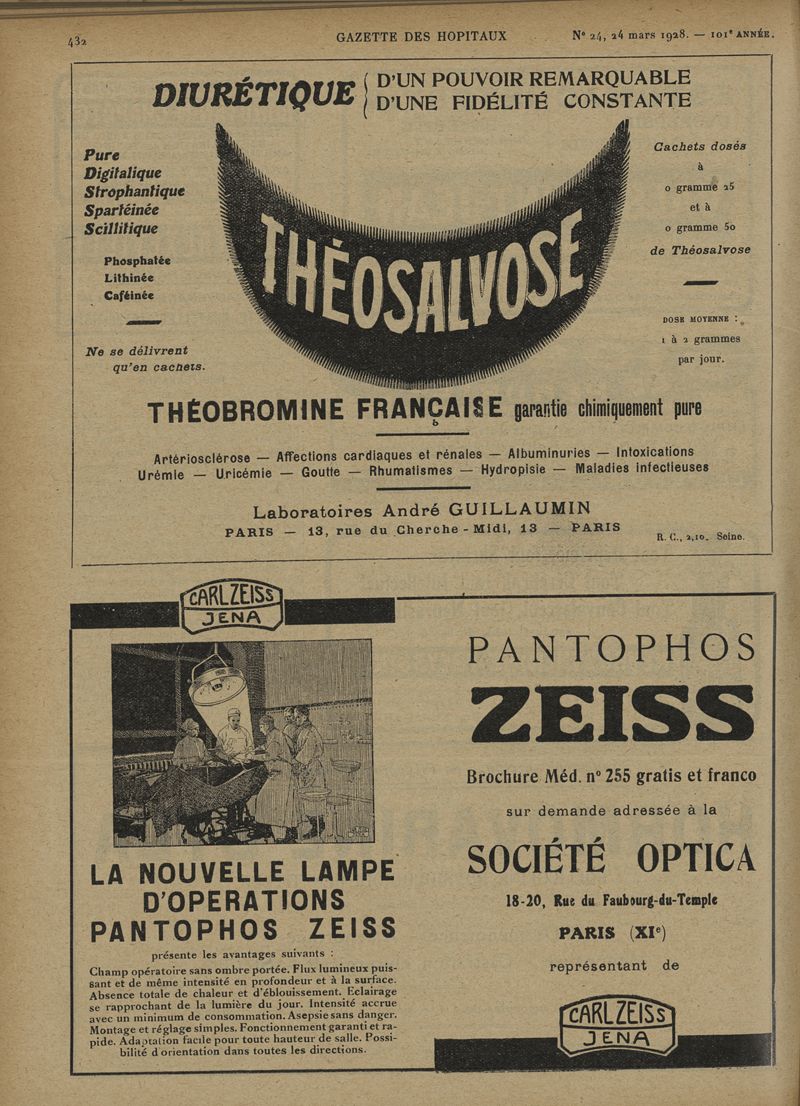 432
GAZETTE DES HOPITAUX
Nº 24, 24 mars 1928. — 101e ANNÉE.
DIURÉTIQUE
D'UN POUVOIR REMARQUABLE
D'UNE FIDÉLITÉ CONSTANTE
Pure
Digitalique
Strophantique
Spartéinée
Scillitique
Phosphatée
Lithinée
Caféinée
Ne se délivrent
qu'en cachets.
THÉOSALVOSE
Cachets dosés
à
0 gramme 25
et à
0 gramme 50
de Théosalvose
DOSE MOYENNE :
1 à 2 grammes
par jour.
THÉOBROMINE FRANÇAISE garantie chimiquement pure
b
Artériosclérose — Affections cardiaques et rénales — Albuminuries — Intoxications
Urémie — Uricémie — Goutte — Rhumatismes — Hydropisie — Maladies infectieuses
Laboratoires André GUILLAUMIN
PARIS — 13, rue du Cherche-Midi, 13 — PARIS
R. C., 2,10. Seine.
CARL ZEISS
JENA
LA NOUVELLE LAMPE
D'OPERATIONS
PANTOPHOS ZEISS
présente les avantages suivants :
Champ opératoire sans ombre portée. Flux lumineux puis-
sant et de même intensité en profondeur et à la surface.
Absence totale de chaleur et d'éblouissement. Eclairage
se rapprochant de la lumière du jour. Intensité accrue
avec un minimum de consommation. Asepsie sans danger.
Montage et réglage simples. Fonctionnement garanti et ra-
pide. Adaptation facile pour toute hauteur de salle. Possi-
bilité d orientation dans toutes les directions.
PANTOPHOS
ZEISS
Brochure Méd. nº 255 gratis et franco
sur demande adressée à la
SOCIÉTÉ OPTICA
18-20, Rue du Faubourg-du-Temple
PARIS (XIe)
représentant de
CARL ZEISS
JENA